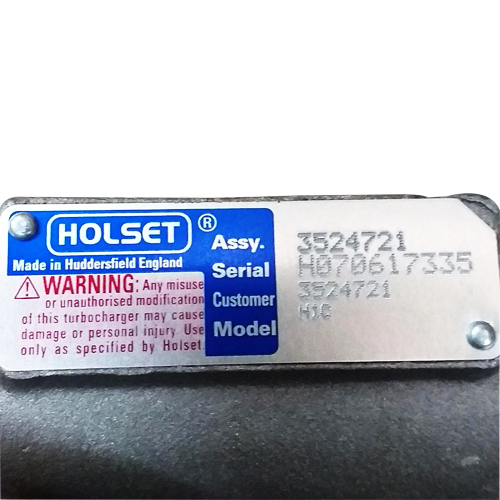 HOLSET ®
Made in Huddersfield England
WARNING: Any misuse
or unauthorised modification
of this turbocharger may cause
damage or personal injury. Use
only as specified by Holset.
Assy. 3524721
Serial H070617335
Customer 3524721
Model H1C